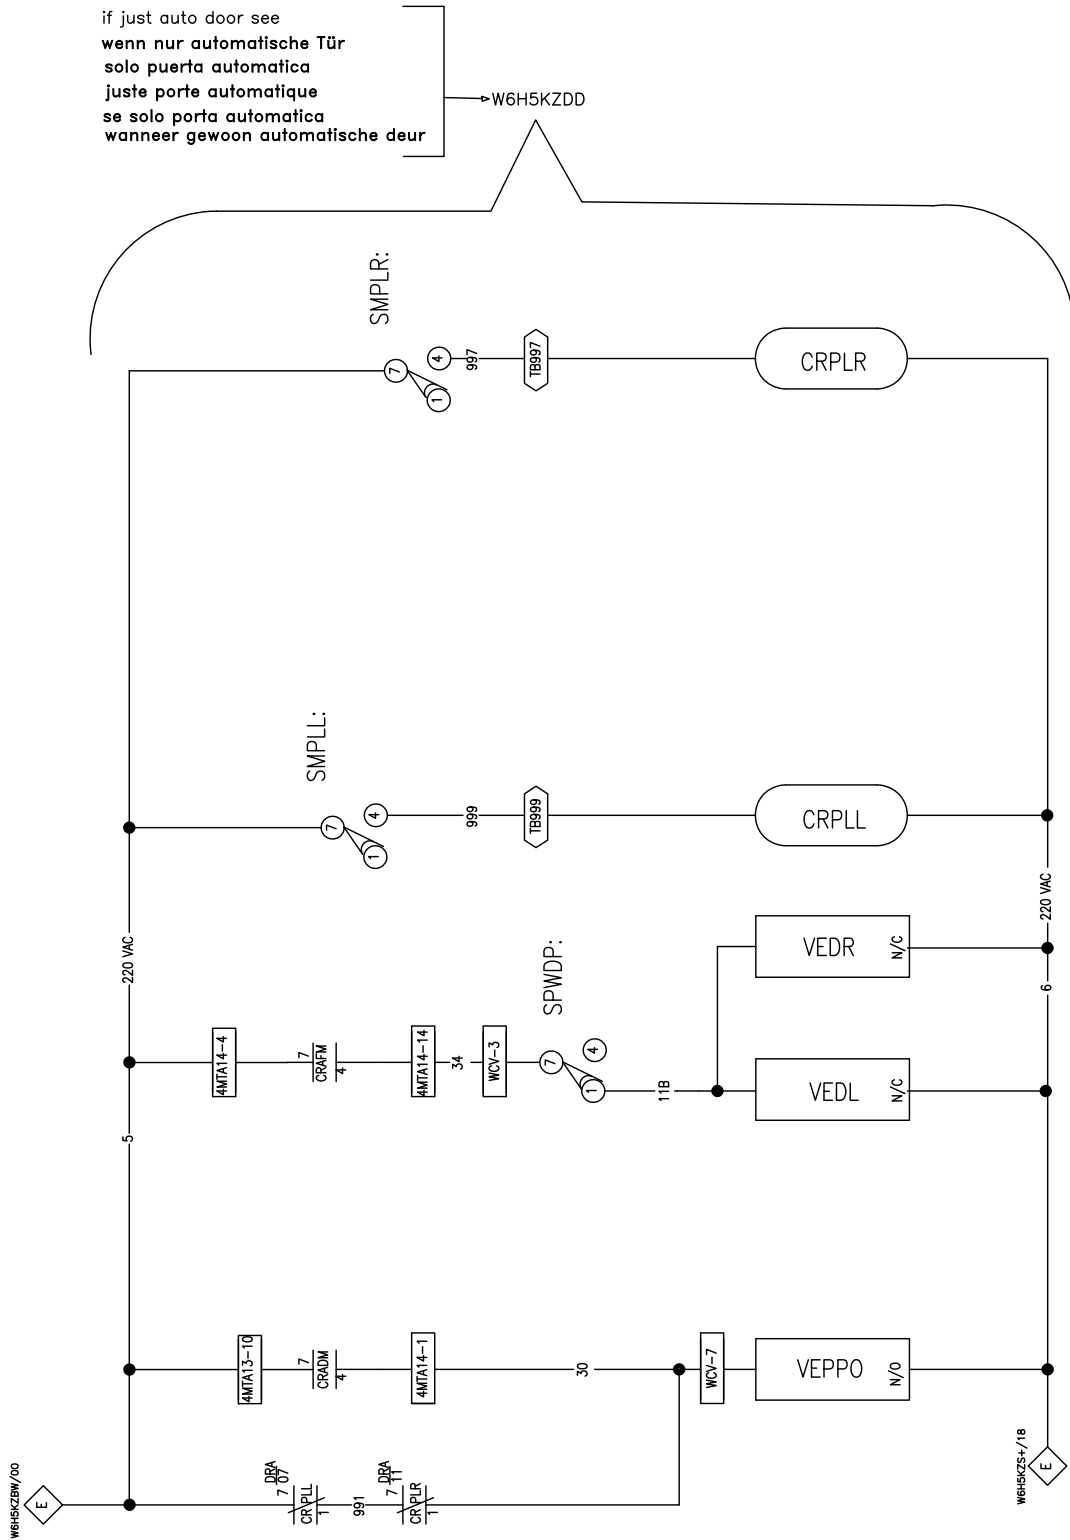 if just auto door see
wenn nur automatische Tür
solo puerta automatica
juste porte automatique
se solo porta automatica
wanneer gewoon automatische deur
W6H5KZDD
SMPLR:
7
4
1
997
TB997
CRPLR
SMPLL:
7
4
1
999
TB999
CRPLL
220 VAC
220 VAC
VEDR
N/C
SPWDP:
4MTA14-4
7
CRAFM
4
4MTA14-14
34
WCV-3
7
4
1
11B
VEDL
N/C
6
5
4MTA13-10
7
CRADM
4
4MTA14-1
30
WCV-7
VEPPO
N/O
W6H5KZBW/00
E
DRA
7 07
CRPLL
1
991
DRA
7 11
CRPLR
1
W6H5KZS+/18
E